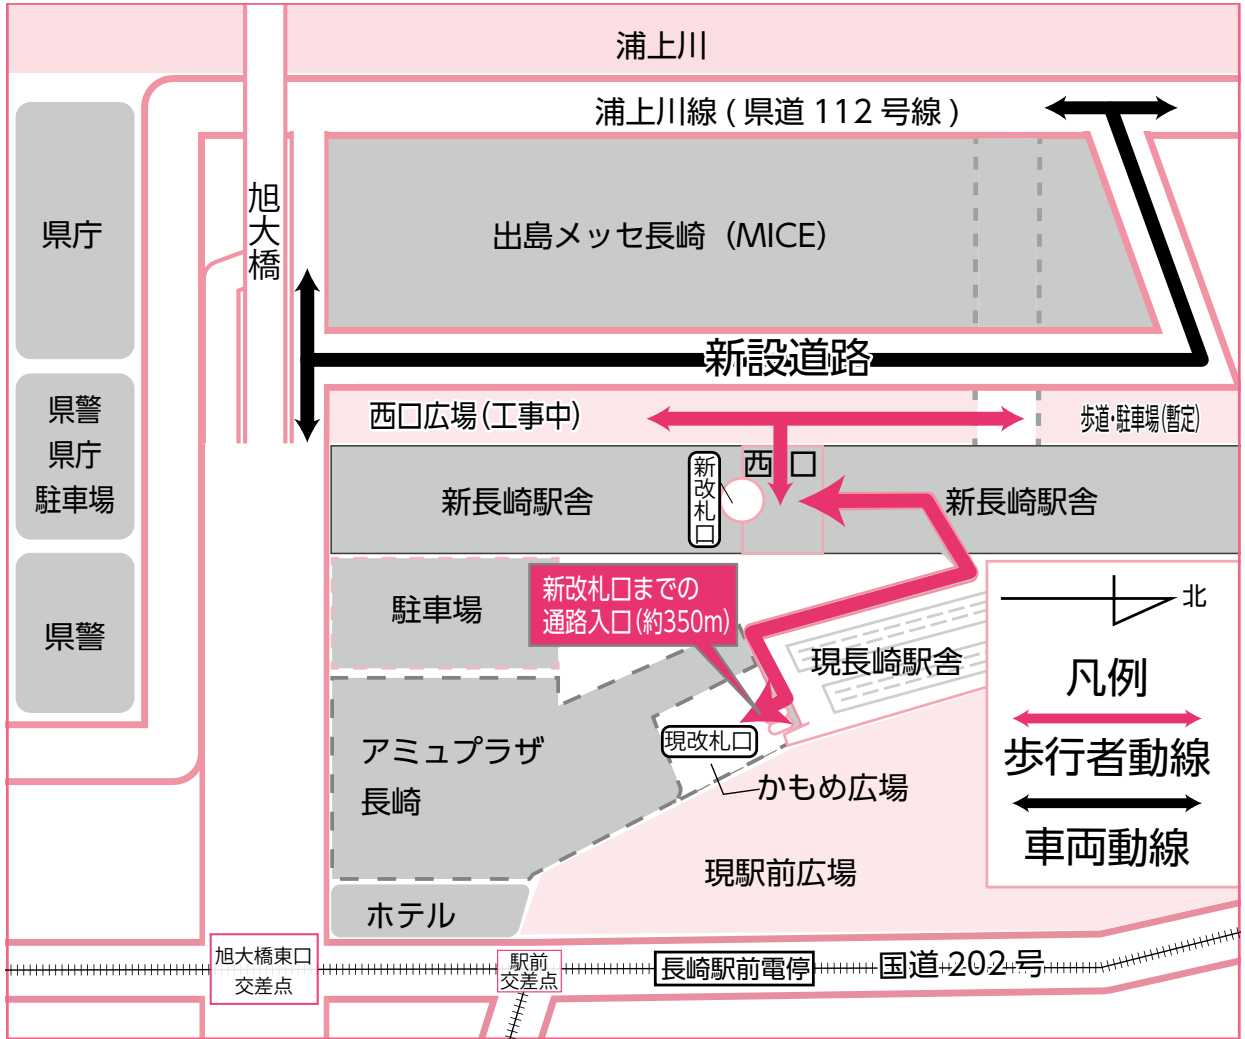 浦上川
浦上川線(県道112号線)
旭大橋
県庁
出島メッセ長崎（MICE）
新設道路
県警
県庁
駐車場
西口広場(工事中)
歩道・駐車場(暫定)
西口
新改札口
新長崎駅舎
新長崎駅舎
県警
駐車場
新改札口までの
通路入口(約350m)
北
現長崎駅舎
凡例
歩行者動線
車両動線
アミュプラザ
長崎
現改札口
かもめ広場
現駅前広場
ホテル
旭大橋東口
交差点
駅前
交差点
長崎駅前電停
国道202号